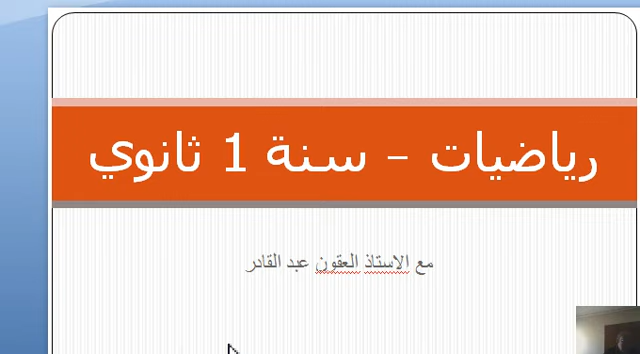 رياضيات – سنة 1 ثانوي
مع الاستاذ العقون عبد القادر